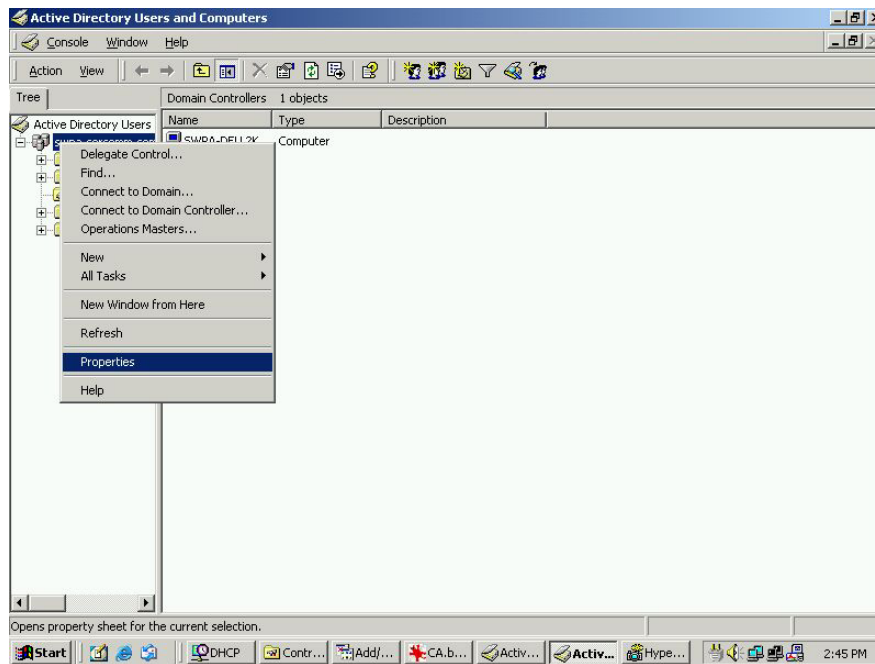 Active Directory Users and Computers
Console Window Help
Action View
Tree
Domain Controllers 1 objects
Active Directory Users
Name Type Description
Computer
Delegate Control...
Find...
Connect to Domain...
Connect to Domain Controller...
Operations Masters...
New
All Tasks
New Window from Here
Refresh
Properties
Help
Opens property sheet for the current selection.
Start DHCP Contr... Add/... CA.b... Activ... Activ... Hype... 2:45 PM